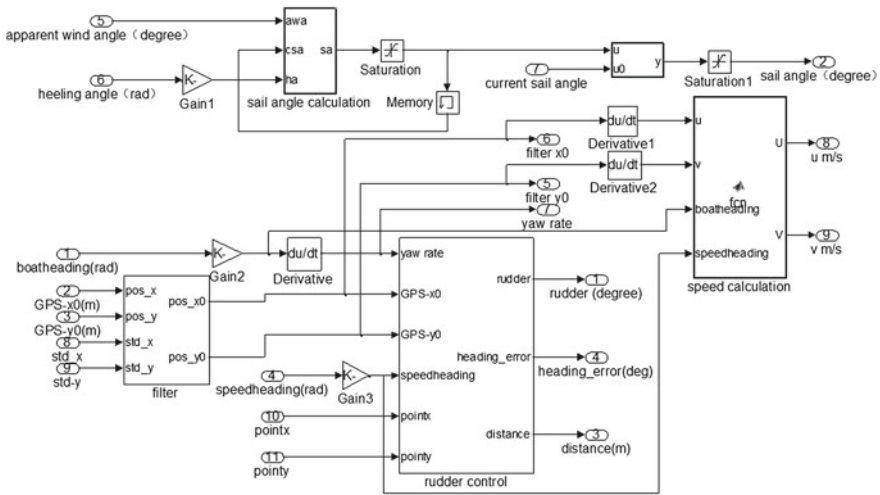 5
apparent wind angle（degree）
awa
csa
ha
sa
sail angle calculation
6
heeling angle（rad）
K-
Gain1
Saturation
Memory
u
u0
y
7
current sail angle
Saturation1
2
sail angle（degree）
du/dt
Derivative1
6
filter x0
du/dt
Derivative2
5
filter y0
7
yaw rate
u
v
boatheading
speedheading
fcn
U
V
speed calculation
8
u m/s
9
v m/s
1
boatheading(rad)
K-
Gain2
du/dt
Derivative
2
GPS-x0(m)
3
GPS-y0(m)
8
std_x
9
std-y
pos_x
pos_y
std_x
std_y
pos_x0
pos_y0
filter
4
speedheading(rad)
K-
Gain3
10
pointx
11
pointy
yaw rate
GPS-x0
GPS-y0
speedheading
pointx
pointy
rudder
heading_error
distance
rudder control
1
rudder (degree)
4
heading_error(deg)
3
distance(m)